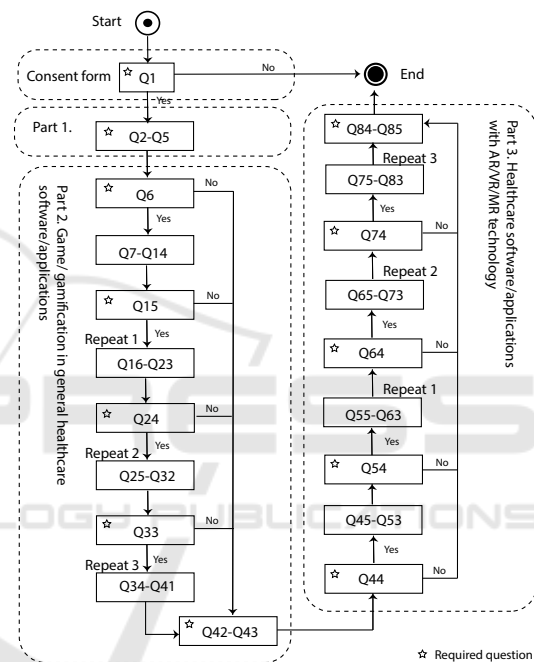 Start
Consent form
Q1
No
End
Yes
Part 1.
Q2-Q5
Part 2. Game/ gamification in general healthcare
software/applications
Q6
No
Yes
Q7-Q14
Q15
No
Yes
Repeat 1
Q16-Q23
Q24
No
Yes
Repeat 2
Q25-Q32
Q33
No
Yes
Repeat 3
Q34-Q41
Q42-Q43
Part 3. Healthcare software/applications
with AR/VR/MR technology
Q84-Q85
Repeat 3
Q75-Q83
Yes
Q74
No
Repeat 2
Q65-Q73
Yes
Q64
No
Repeat 1
Q55-Q63
Yes
Q54
No
Q45-Q53
Yes
Q44
No
Required question
PRESS
LOGY PUBLICATIONS